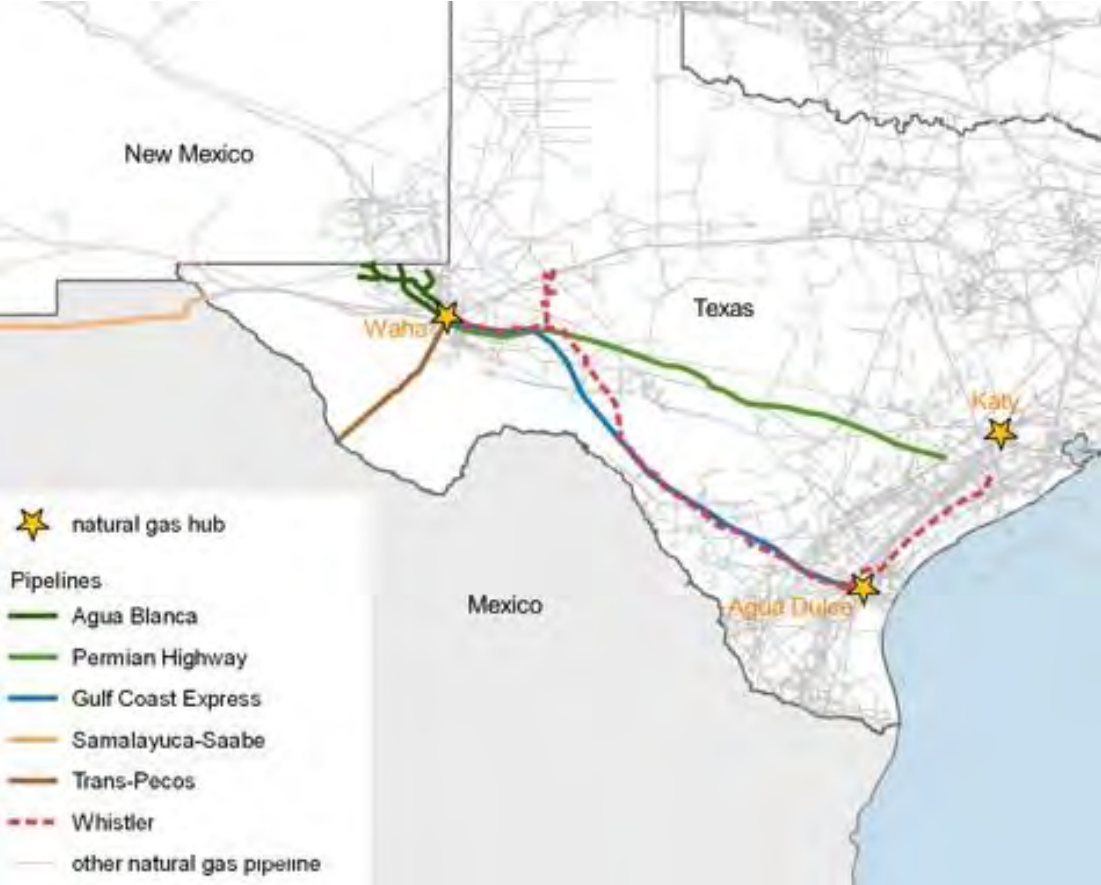 New Mexico
Texas
Waha
Katy
natural gas hub
Pipelines
Agua Blanca
Permian Highway
Gulf Coast Express
Samalayuca-Saabe
Trans-Pecos
Whistler
other natural gas pipeline
Mexico
Agua Dulce